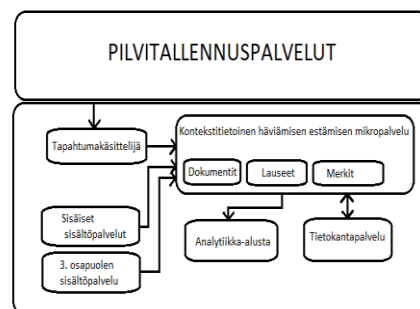 PILVITALLENNUSPALVELUT
Tapahtumakäsittelijä
Kontekstitietoinen häviämisen estämisen mikropalvelu
Dokumentit
Lauseet
Merkit
Sisäiset
sisältöpalvelut
3. osapuolen
sisältöpalvelu
Analytiikka-alusta
Tietokantapalvelu